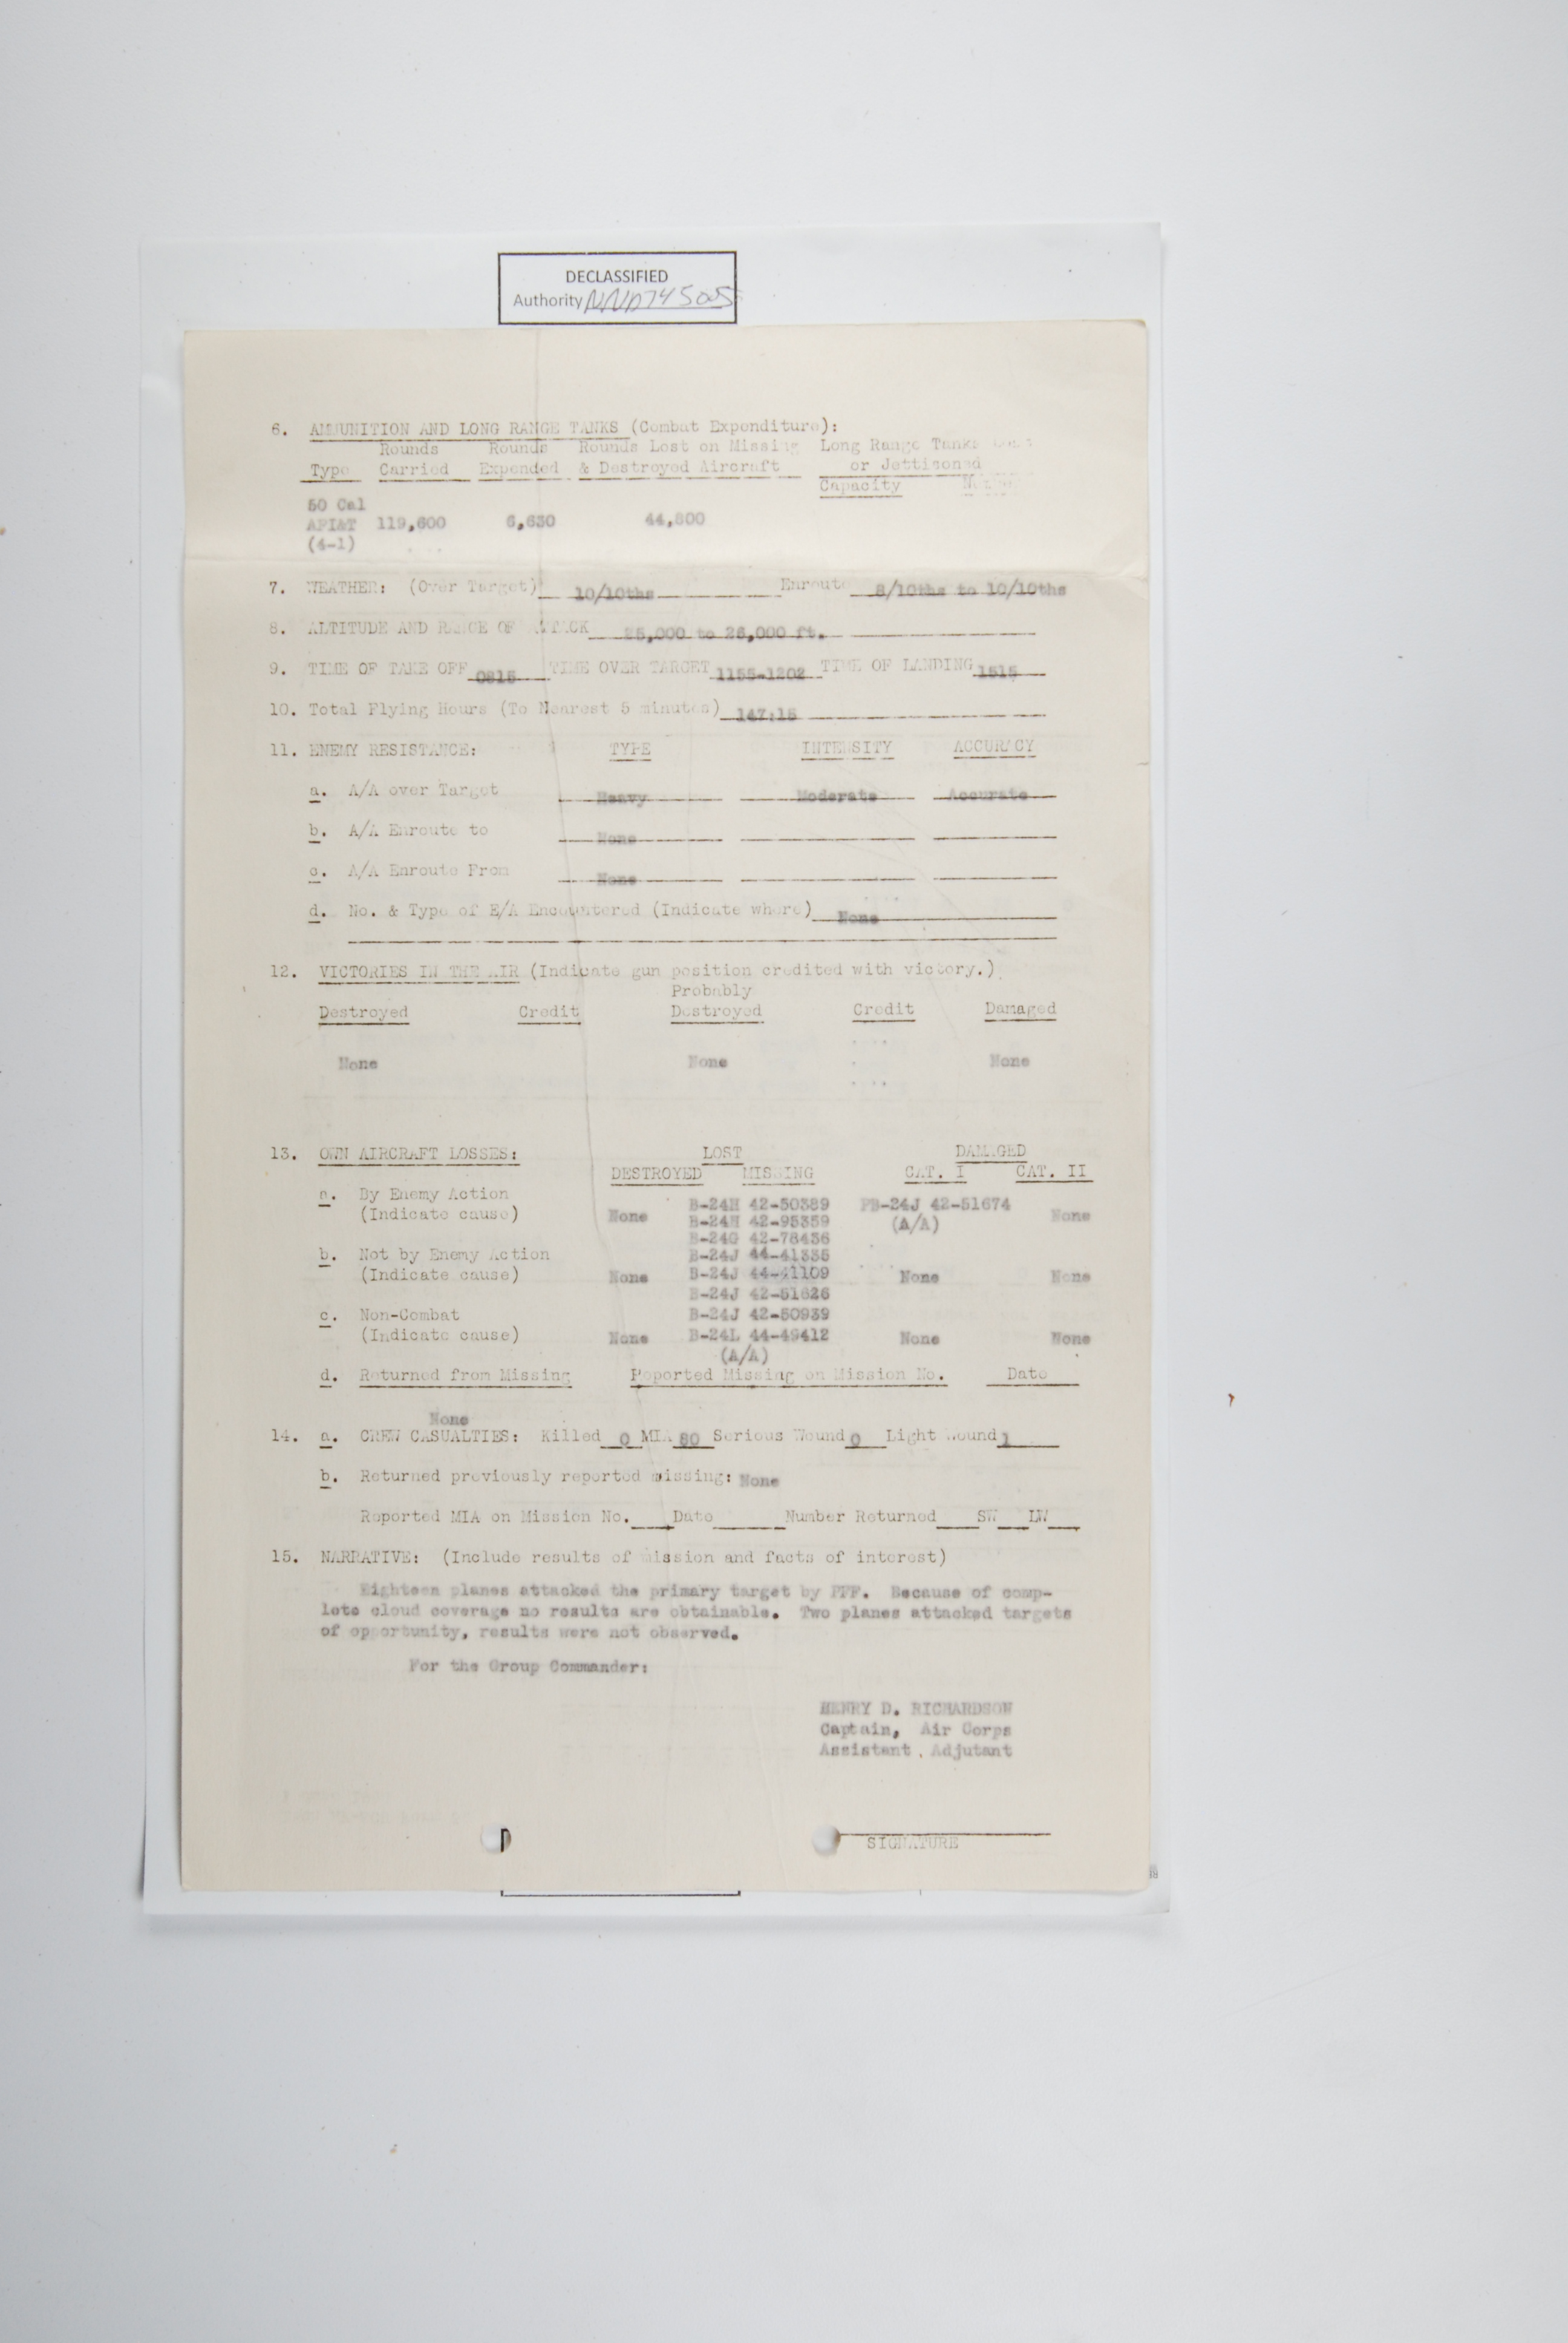 DECLASSIFIED
Authority NND745005
6. AMMUNITION AND LONG RANGE TANKS (Combat Expenditure):
Rounds Rounds Rounds Lost on Missing Long Range Tanks Lost
Type Carried Expended & Destroyed Aircraft or Jettisoned
Capacity
50 Cal
API&T 119,600 6,630 44,800
(4-1)
7. WEATHER: (Over Target) 10/10ths Enroute 8/10ths to 10/10ths
8. ALTITUDE AND RANGE OF ATTACK 25,000 to 26,000 ft.
9. TIME OF TAKE OFF 0815 TIME OVER TARGET 1155-1202 TIME OF LANDING 1515
10. Total Flying Hours (To Nearest 5 minutes) 147:15
11. ENEMY RESISTANCE: TYPE INTENSITY ACCURACY
a. A/A over Target Heavy Moderate Accurate
b. A/A Enroute to None
c. A/A Enroute From None
d. No. & Type of E/A Encountered (Indicate where) None
12. VICTORIES IN THE AIR (Indicate gun position credited with victory.)
Probably
Destroyed Credit Destroyed Credit Damaged
None None None
13. OWN AIRCRAFT LOSSES: LOST DAMAGED
DESTROYED MISSING CAT. I CAT. II
a. By Enemy Action B-24H 42-50389 PB-24J 42-51674
(Indicate cause) None B-24H 42-95359 (A/A) None
B-24G 42-78436
b. Not by Enemy Action B-24J 44-41335
(Indicate cause) None B-24J 44-41109 None None
B-24J 42-51626
c. Non-Combat B-24J 42-50939
(Indicate cause) None B-24L 44-49412 None None
(A/A)
d. Returned from Missing Reported Missing on Mission No. Date
None
14. a. CREW CASUALTIES: Killed 0 MIA 80 Serious Wound 0 Light Wound 1
b. Returned previously reported missing: None
Reported MIA on Mission No. Date Number Returned SW LW
15. NARRATIVE: (Include results of mission and facts of interest)
Eighteen planes attacked the primary target by PFF. Because of comp-
lete cloud coverage no results are obtainable. Two planes attacked targets
of opportunity, results were not observed.
For the Group Commander:
HENRY D. RICHARDSON
Captain, Air Corps
Assistant Adjutant
SIGNATURE